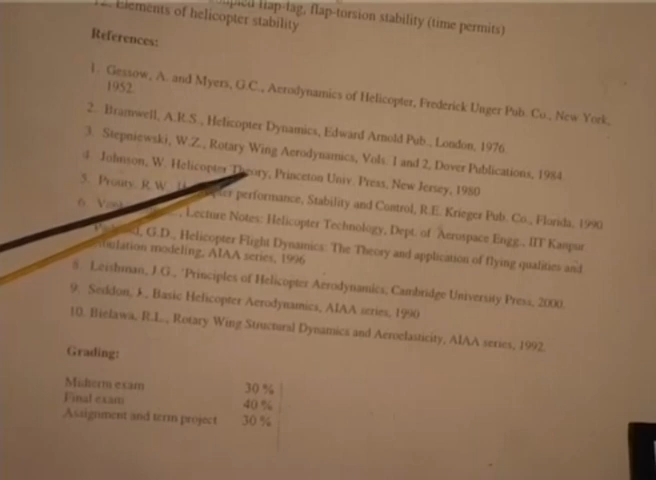 12. Elements of helicopter stability
flap-lag, flap-torsion stability (time permits)
References:
1. Gessow, A. and Myers, G.C., Aerodynamics of Helicopter, Frederick Unger Pub. Co., New York,
1952.
2. Bramwell, A.R.S., Helicopter Dynamics, Edward Arnold Pub., London, 1976.
3. Stepniewski, W.Z., Rotary Wing Aerodynamics, Vols. 1 and 2, Dover Publications, 1984.
4. Johnson, W. Helicopter Theory, Princeton Univ. Press, New Jersey, 1980
5. Prouty, R.W. performance, Stability and Control, R.E. Krieger Pub. Co., Florida, 1990
6. Lecture Notes: Helicopter Technology, Dept. of Aerospace Engg., IIT Kanpur
G.D., Helicopter Flight Dynamics: The Theory and application of flying qualities and
modeling, AIAA series, 1996
8. Leishman, J.G., 'Principles of Helicopter Aerodynamics, Cambridge University Press, 2000.
9. Seddon, J., Basic Helicopter Aerodynamics, AIAA series, 1990
10. Bielawa, R.L., Rotary Wing Structural Dynamics and Aeroelasticity, AIAA series, 1992.
Grading:
Midterm exam 30 %
Final exam 40 %
Assignment and term project 30 %